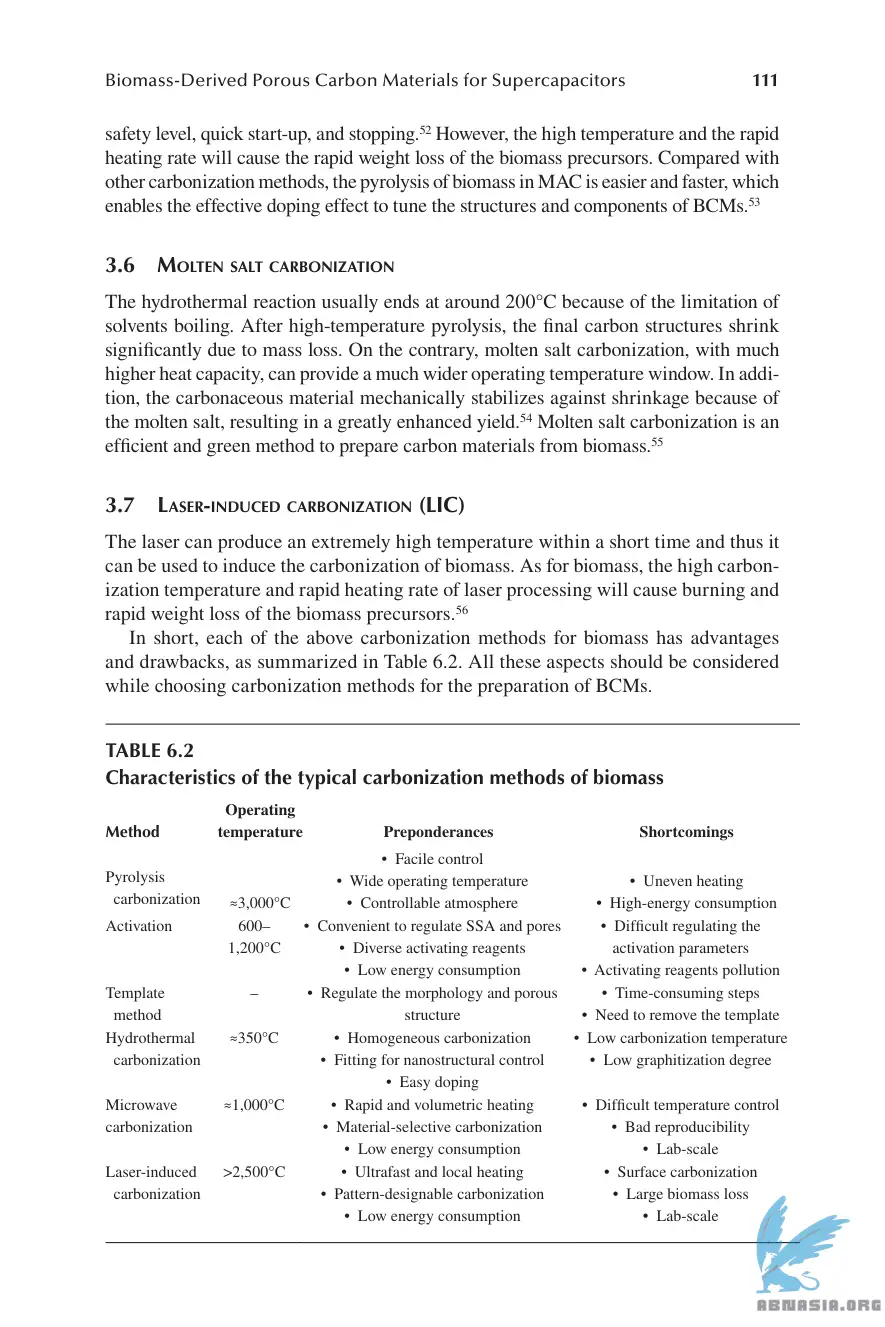 Biomass-Derived Porous Carbon Materials for Supercapacitors 111
safety level, quick start-up, and stopping.52 However, the high temperature and the rapid
heating rate will cause the rapid weight loss of the biomass precursors. Compared with
other carbonization methods, the pyrolysis of biomass in MAC is easier and faster, which
enables the effective doping effect to tune the structures and components of BCMs.53
3.6 Molten salt carbonization
The hydrothermal reaction usually ends at around 200°C because of the limitation of
solvents boiling. After high-temperature pyrolysis, the final carbon structures shrink
significantly due to mass loss. On the contrary, molten salt carbonization, with much
higher heat capacity, can provide a much wider operating temperature window. In addi-
tion, the carbonaceous material mechanically stabilizes against shrinkage because of
the molten salt, resulting in a greatly enhanced yield.54 Molten salt carbonization is an
efficient and green method to prepare carbon materials from biomass.55
3.7 Laser-induced carbonization (LIC)
The laser can produce an extremely high temperature within a short time and thus it
can be used to induce the carbonization of biomass. As for biomass, the high carbon-
ization temperature and rapid heating rate of laser processing will cause burning and
rapid weight loss of the biomass precursors.56
In short, each of the above carbonization methods for biomass has advantages
and drawbacks, as summarized in Table 6.2. All these aspects should be considered
while choosing carbonization methods for the preparation of BCMs.
TABLE 6.2
Characteristics of the typical carbonization methods of biomass
Operating
Method temperature Preponderances Shortcomings
• Facile control
Pyrolysis • Wide operating temperature • Uneven heating
carbonization ≈3,000°C • Controllable atmosphere • High-energy consumption
Activation 600– • Convenient to regulate SSA and pores • Difficult regulating the
1,200°C • Diverse activating reagents activation parameters
• Low energy consumption • Activating reagents pollution
Template – • Regulate the morphology and porous • Time-consuming steps
method structure • Need to remove the template
Hydrothermal ≈350°C • Homogeneous carbonization • Low carbonization temperature
carbonization • Fitting for nanostructural control • Low graphitization degree
• Easy doping
Microwave ≈1,000°C • Rapid and volumetric heating • Difficult temperature control
carbonization • Material-selective carbonization • Bad reproducibility
• Low energy consumption • Lab-scale
Laser-induced >2,500°C • Ultrafast and local heating • Surface carbonization
carbonization • Pattern-designable carbonization • Large biomass loss
• Low energy consumption • Lab-scale
ABNASIA.ORG